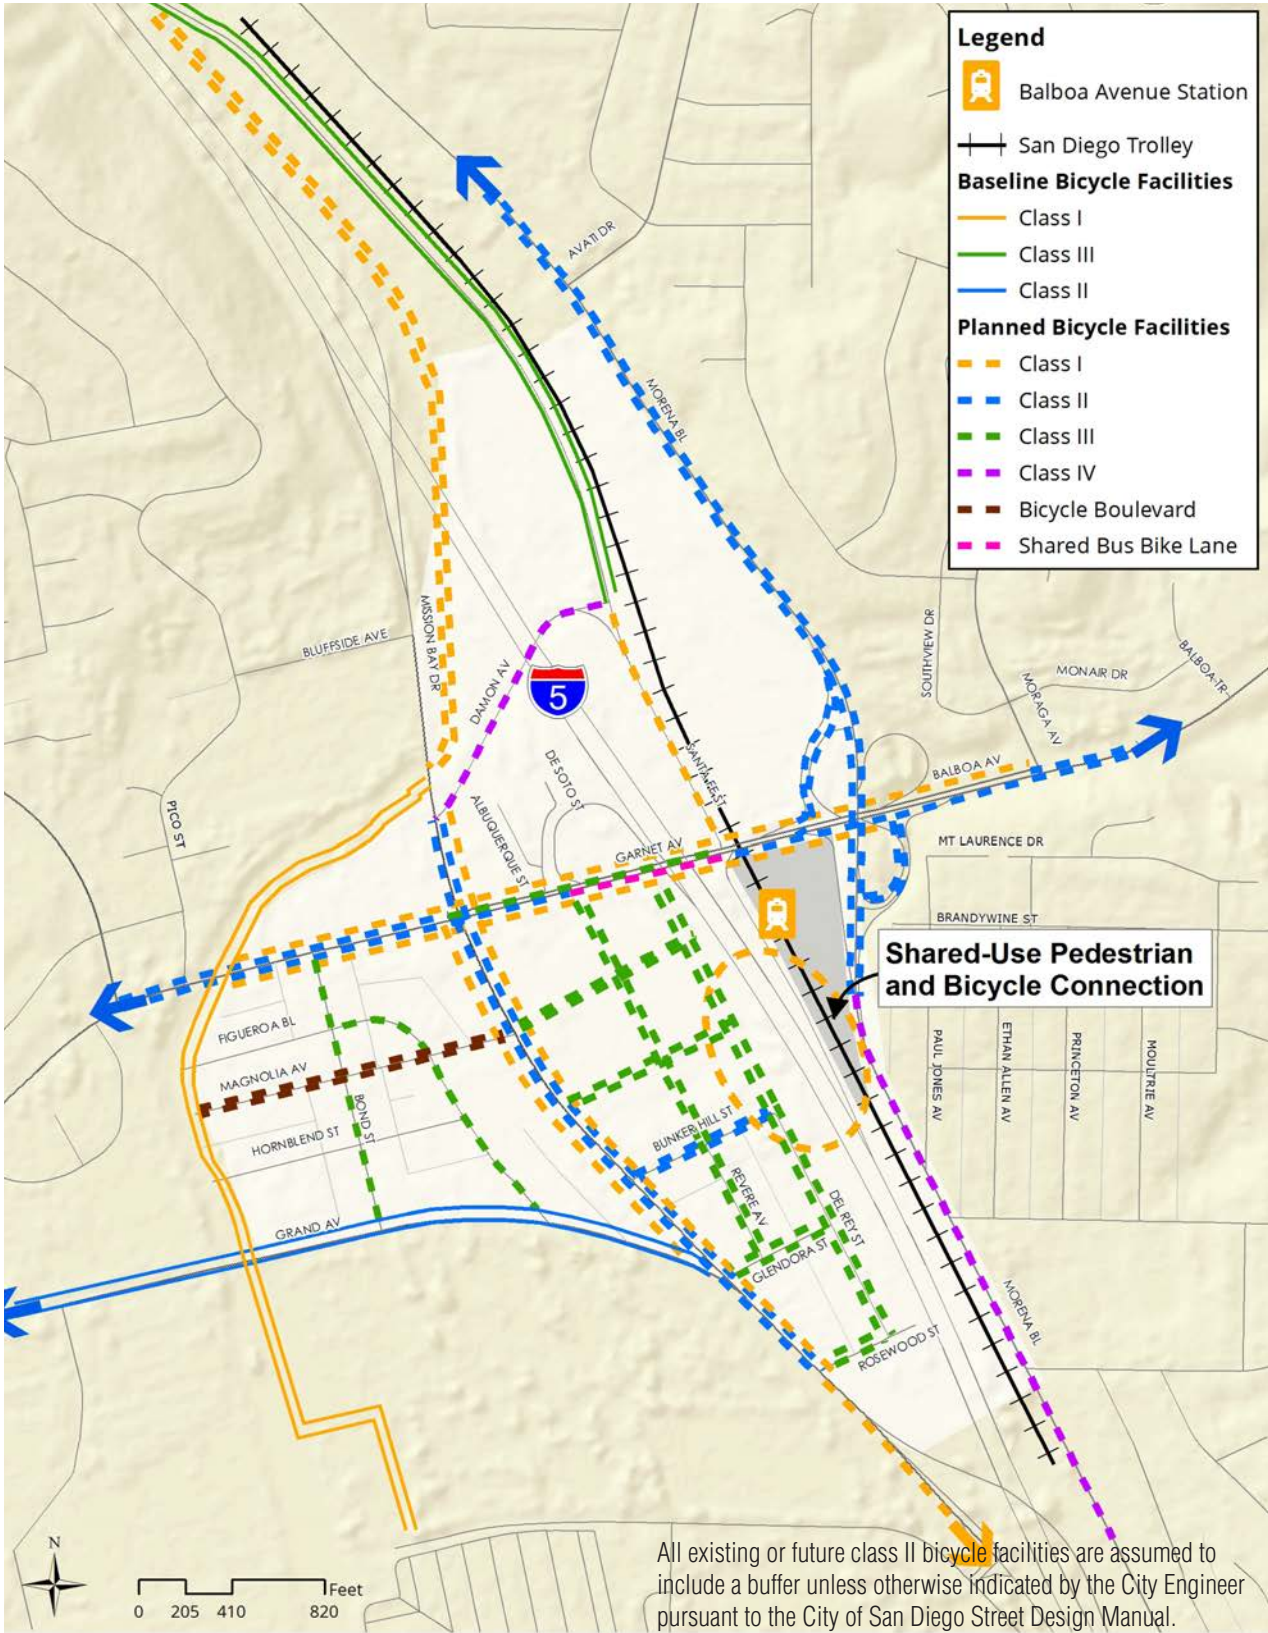 Legend
Balboa Avenue Station
San Diego Trolley
Baseline Bicycle Facilities
Class I
Class III
Class II
Planned Bicycle Facilities
Class I
Class II
Class III
Class IV
Bicycle Boulevard
Shared Bus Bike Lane
AVATI DR
MORENA BL
MISSION BAY DR
BLUFFSIDE AVE
DAMON AV
5
SANTA FE ST
DE SOTO ST
ALBUQUERQUE ST
GARNET AV
PICO ST
SOUTHVIEW DR
MORAGA AV
MONAIR DR
BALBOA TR
BALBOA AV
MT LAURENCE DR
BRANDYWINE ST
Shared-Use Pedestrian
and Bicycle Connection
PAUL JONES AV
ETHAN ALLEN AV
PRINCETON AV
MOULTRIE AV
FIGUEROA BL
MAGNOLIA AV
HORNBLEND ST
BOND ST
GRAND AV
BUNKER HILL ST
REVERE AV
DEL REY ST
GLENDORA ST
ROSEWOOD ST
MORENA BL
N
Feet
0 205 410 820
All existing or future class II bicycle facilities are assumed to
include a buffer unless otherwise indicated by the City Engineer
pursuant to the City of San Diego Street Design Manual.